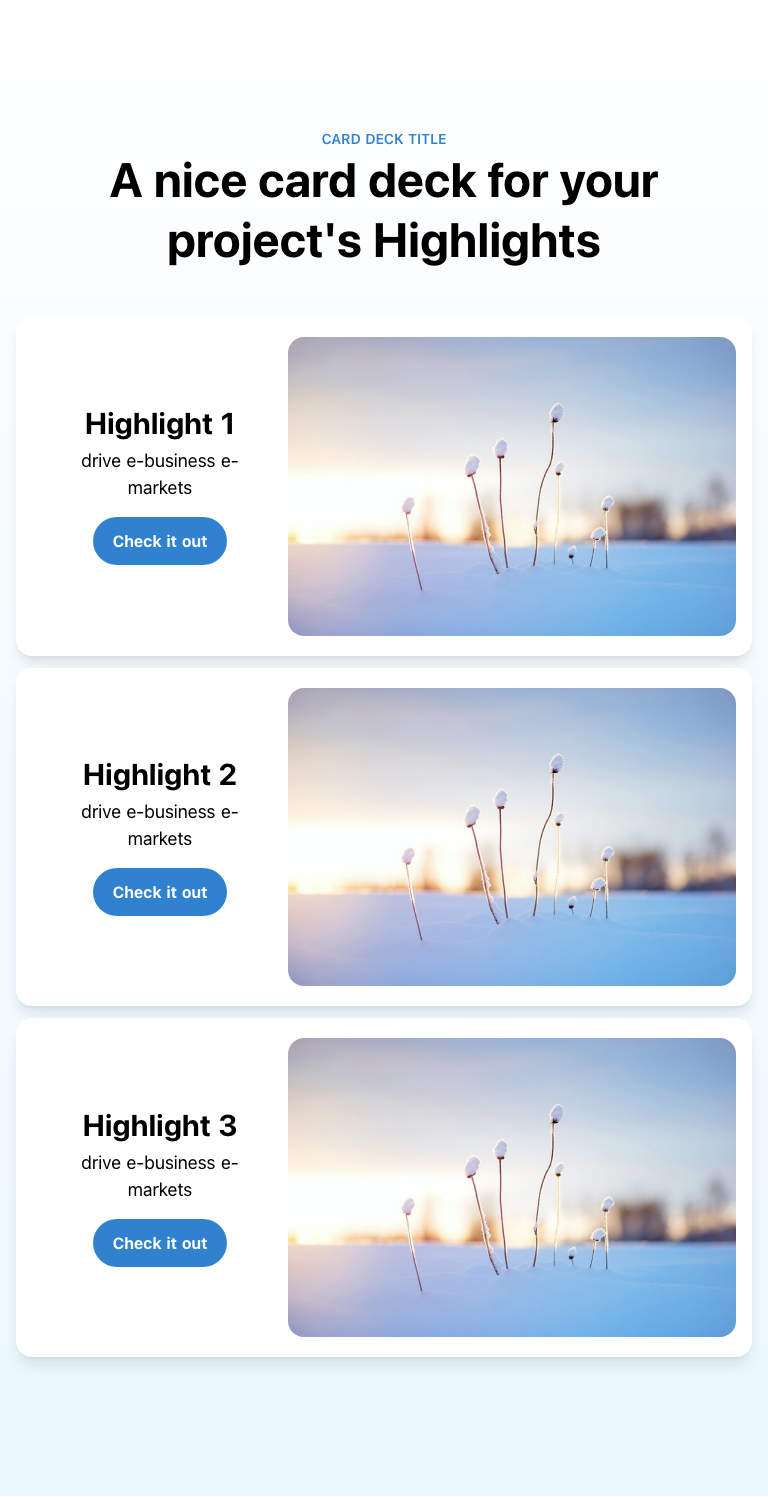 CARD DECK TITLE
A nice card deck for your
project's Highlights
Highlight 1
drive e-business e-
markets
Check it out
Highlight 2
drive e-business e-
markets
Check it out
Highlight 3
drive e-business e-
markets
Check it out